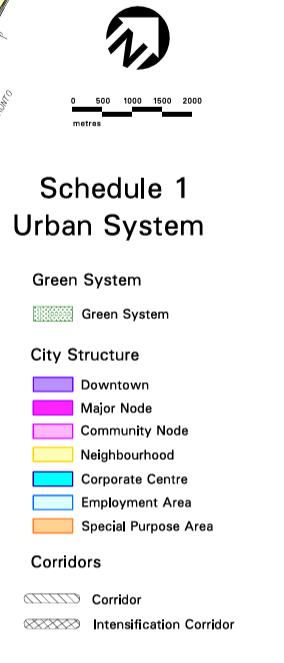 P
ONTO
N
0 500 1000 1500 2000
metres
Schedule 1
Urban System
Green System
Green System
City Structure
Downtown
Major Node
Community Node
Neighbourhood
Corporate Centre
Employment Area
Special Purpose Area
Corridors
Corridor
Intensification Corridor